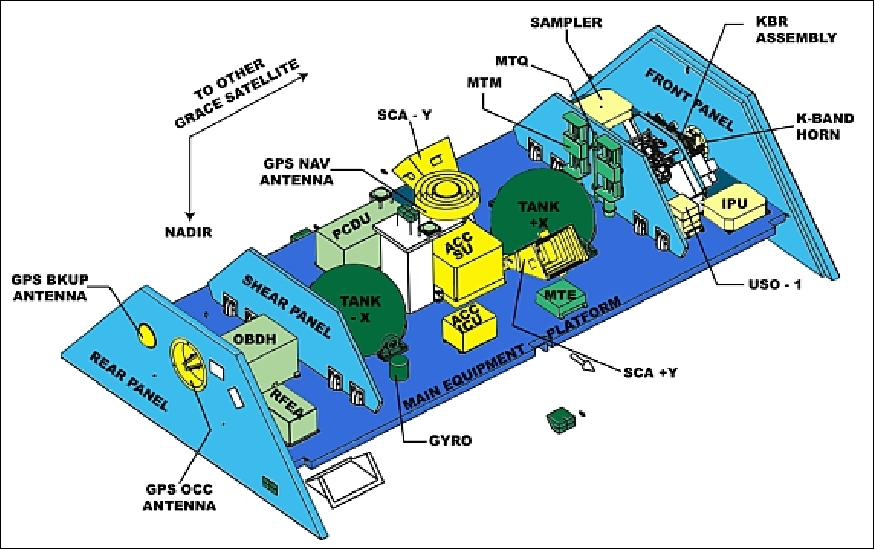 SAMPLER
KBR
ASSEMBLY
MTQ
MTM
FRONT PANEL
TO OTHER
GRACE SATELLITE
K-BAND
HORN
SCA - Y
GPS NAV
ANTENNA
NADIR
PCDU
TANK
+X
IPU
ACC
SU
USO - 1
GPS BKUP
ANTENNA
SHEAR PANEL
TANK
- X
MTE
ACC
ICU
OBDH
MAIN EQUIPMENT PLATFORM
REAR PANEL
RFEA
SCA +Y
GYRO
GPS OCC
ANTENNA